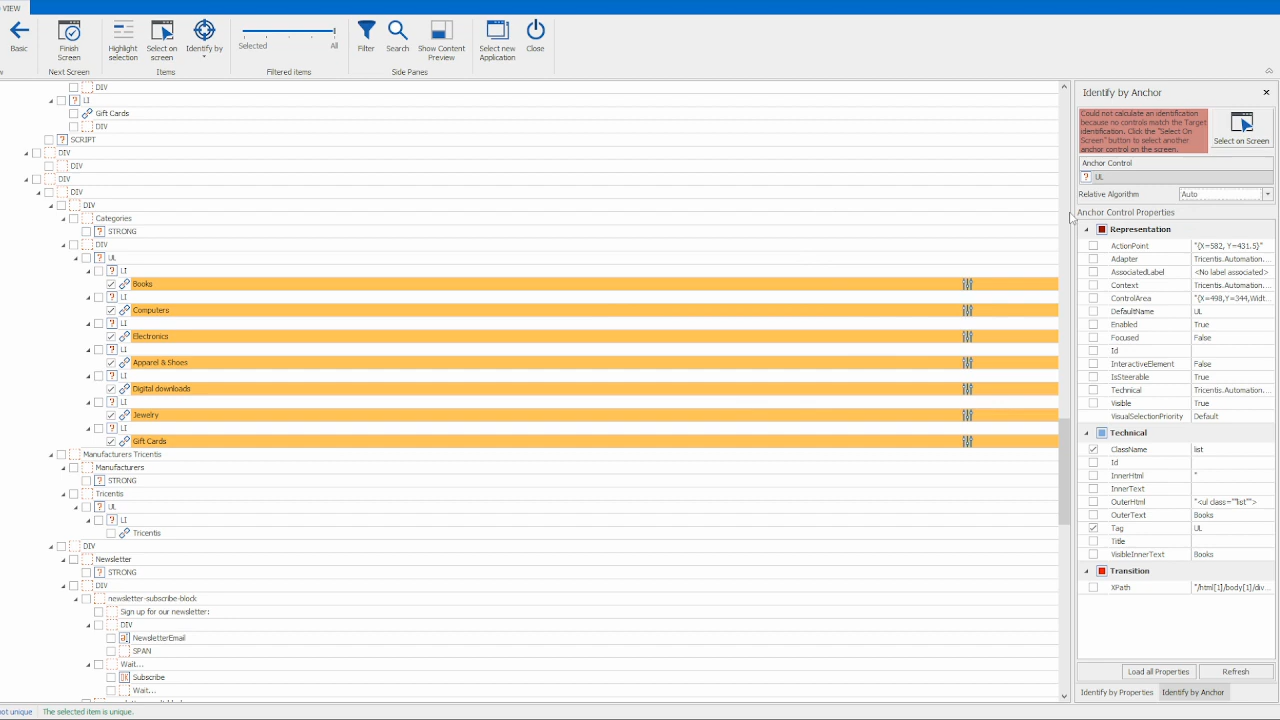 VIEW
Basic
Finish
Screen
Highlight
selection
Select on
screen
Identify by
Selected
All
Filter
Search
Show Content
Preview
Select new
Application
Close
Next Screen
Items
Filtered items
Side Panes
DIV
LI
Gift Cards
DIV
SCRIPT
DIV
DIV
DIV
DIV
DIV
Categories
STRONG
DIV
UL
LI
Books
LI
Computers
LI
Electronics
LI
Apparel & Shoes
LI
Digital downloads
LI
Jewelry
LI
Gift Cards
Manufacturers Tricentis
Manufacturers
STRONG
Tricentis
UL
LI
Tricentis
DIV
Newsletter
STRONG
DIV
newsletter-subscribe-block
Sign up for our newsletter:
DIV
NewsletterEmail
SPAN
Wait...
Subscribe
Wait...
Identify by Anchor
Could not calculate an identification
because no controls match the Target
identification. Click the "Select On
Screen" button to select another
anchor control on the screen.
Select on Screen
Anchor Control
UL
Relative Algorithm Auto
Anchor Control Properties
Representation
ActionPoint "{X=582, Y=431.5}"
Adapter Tricentis.Automation....
AssociatedLabel <No label associated>
Context Tricentis.Automation....
ControlArea "{X=498,Y=344,Widt...
DefaultName UL
Enabled True
Focused False
Id
InteractiveElement False
IsSteerable True
Technical Tricentis.Automation....
Visible True
VisualSelectionPriority Default
Technical
ClassName list
Id
InnerHtml "
InnerText
OuterHtml "<ul class=""list"">
OuterText Books
Tag UL
Title
VisibleInnerText Books
Transition
XPath "/html[1]/body[1]/div...
Load all Properties Refresh
Identify by Properties Identify by Anchor
not unique The selected item is unique.